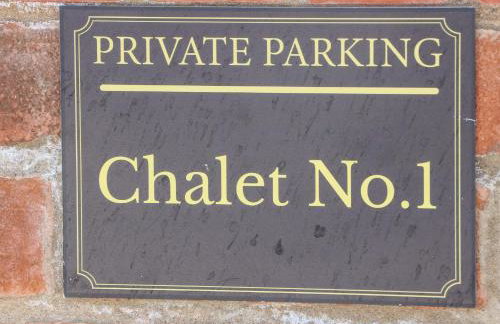 PRIVATE PARKING
Chalet No.1